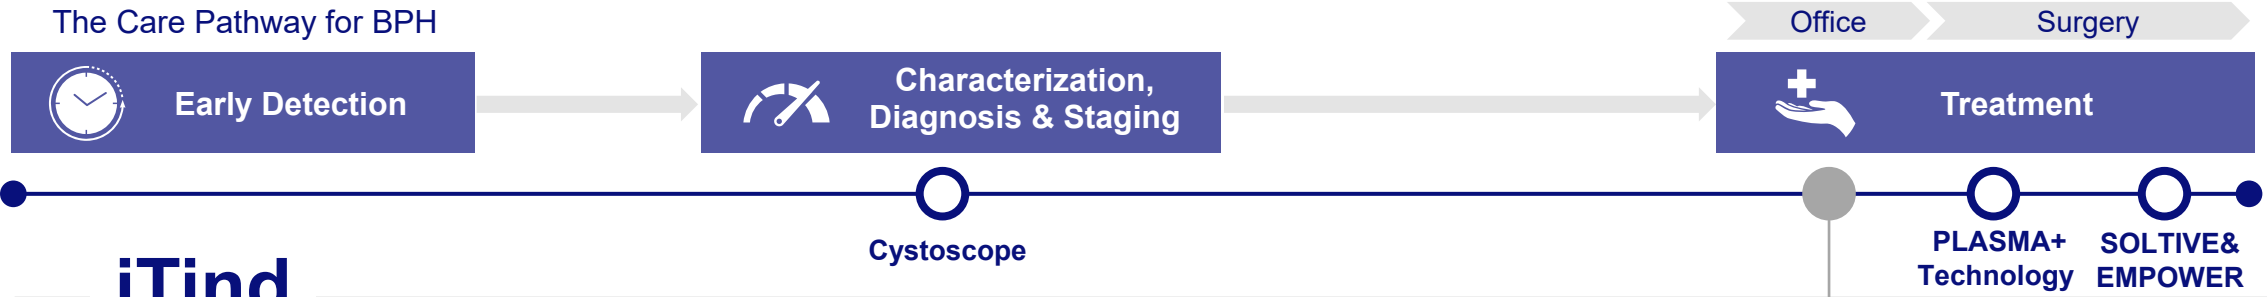 The Care Pathway for BPH
Office
Surgery
Early Detection
Characterization,
Diagnosis & Staging
Treatment
Cystoscope
PLASMA+
Technology
SOLTIVE&
EMPOWER
iTind